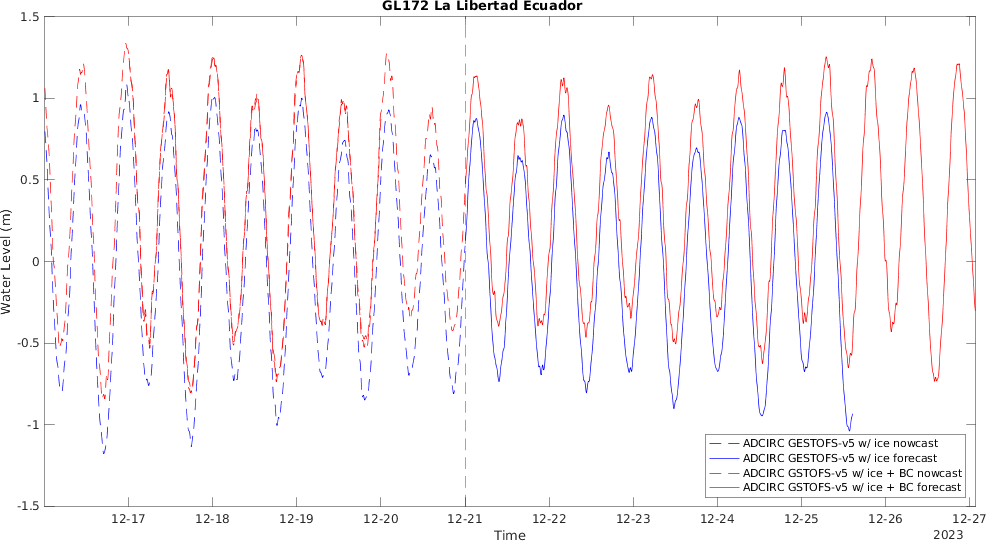 GL172 La Libertad Ecuador
1.5
1
0.5
0
-0.5
-1
-1.5
Water Level (m)
ADCIRC GESTOFS-v5 w/ ice nowcast
ADCIRC GESTOFS-v5 w/ ice forecast
ADCIRC GSTOFS-v5 w/ ice + BC nowcast
ADCIRC GSTOFS-v5 w/ ice + BC forecast
12-17 12-18 12-19 12-20 12-21 12-22 12-23 12-24 12-25 12-26 12-27
Time
2023